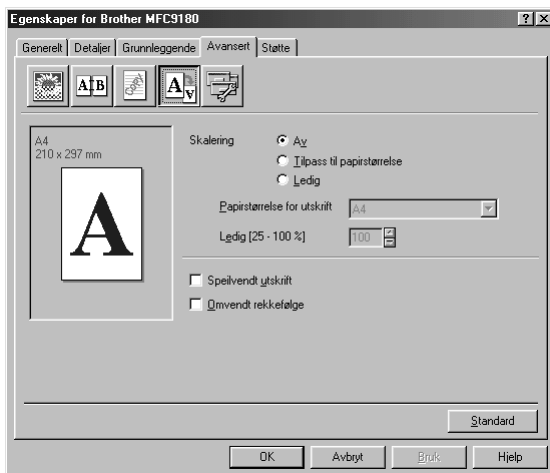 Egenskaper for Brother MFC9180
Generelt Detaljer Grunnleggende Avansert Støtte
A B
A A
A4
210 x 297 mm
A
Skalering Av
Tilpass til papirstørrelse
Ledig
Papirstørrelse for utskrift A4
Ledig [25 - 100 %] 100
Speilvendt utskrift
Omvendt rekkefølge
Standard
OK Avbryt Bruk Hjelp